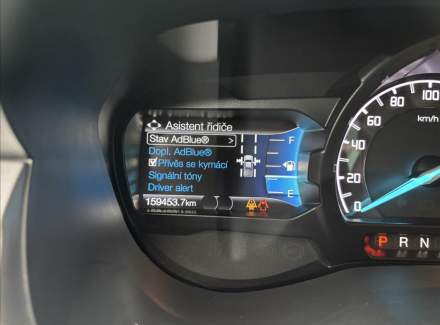 Asistent řidiče
Stav AdBlue® >
Dopl. AdBlue®
Přívěs se kymácí
Signální tóny
Driver alert
159453.7km
F
E
100
80
60
40
20
0
km/h
P R N